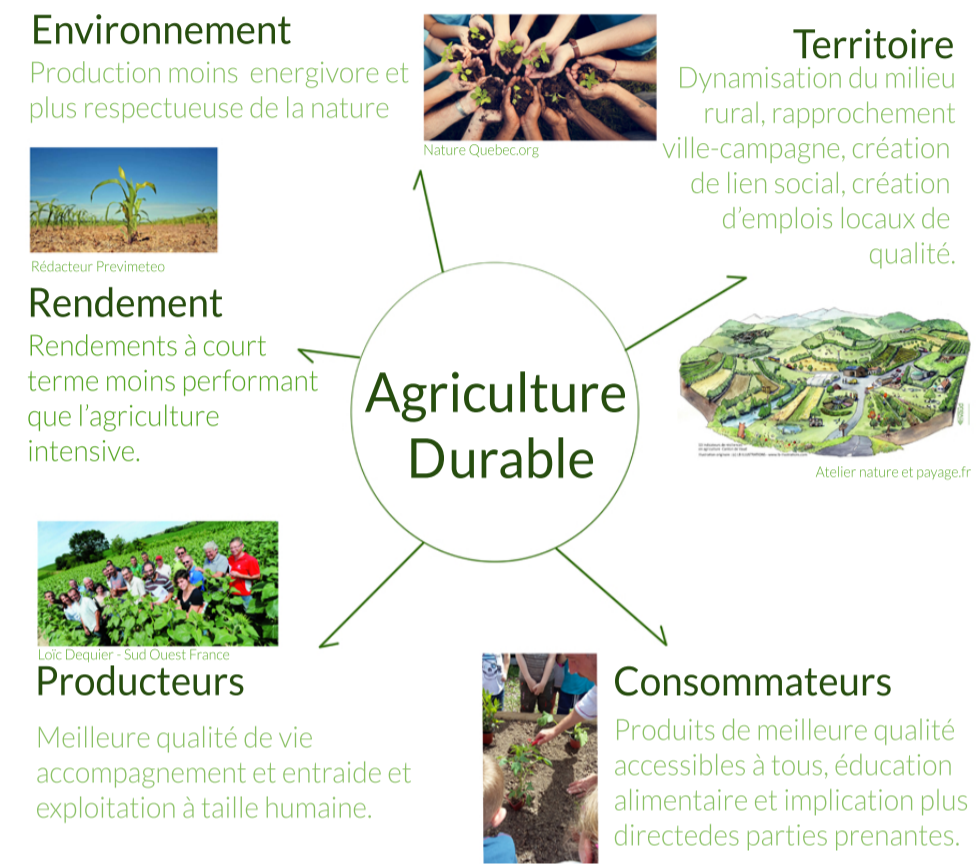 Environnement
Production moins energivore et
plus respectueuse de la nature
Nature Quebec.org
Territoire
Dynamisation du milieu
rural, rapprochement
ville-campagne, création
de lien social, création
d'emplois locaux de
qualité.
Rédacteur Previmeteo
Rendement
Rendements à court
terme moins performant
que l'agriculture
intensive.
Agriculture
Durable
Atelier nature et payage.fr
Loïc Dequier - Sud Ouest France
Producteurs
Meilleure qualité de vie
accompagnement et entraide et
exploitation à taille humaine.
Consommateurs
Produits de meilleure qualité
accessibles à tous, éducation
alimentaire et implication plus
directedes parties prenantes.